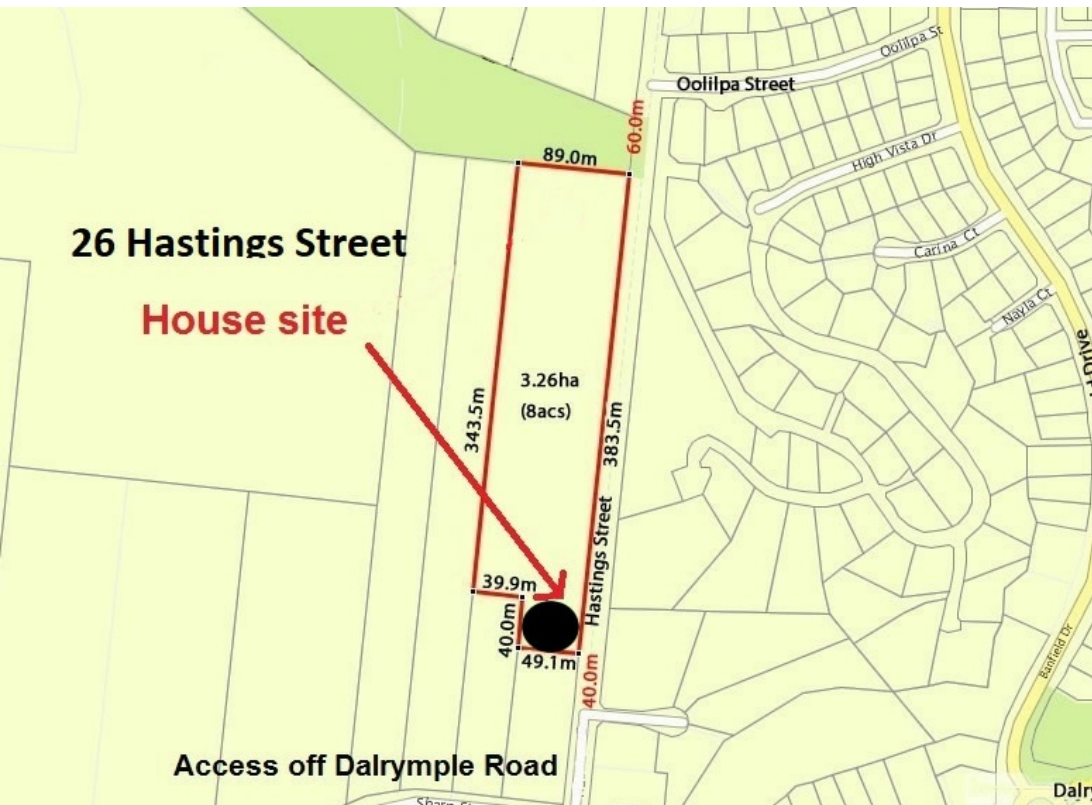 Oolilpa St
Oolilpa Street
60.0m
High Vista Dr
89.0m
26 Hastings Street
Carina Ct
Nayla Ct
House site
Drive
3.26ha
(8acs)
343.5m
383.5m
Hastings Street
39.9m
40.0m
49.1m
40.0m
Banfield Dr
Access off Dalrymple Road
Dalr